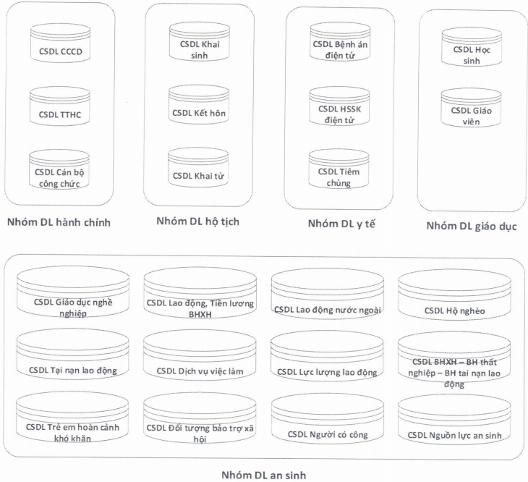 CSDL CCCD
CSDL TTHC
CSDL Cán bộ
công chức
Nhóm DL hành chính
CSDL Khai
sinh
CSDL Kết hôn
CSDL Khai tử
Nhóm DL hộ tịch
CSDL Bệnh án
điện tử
CSDL HSSK
điện tử
CSDL Tiêm
chủng
Nhóm DL y tế
CSDL Học
sinh
CSDL Giáo
viên
Nhóm DL giáo dục
CSDL Giáo dục nghề
nghiệp
CSDL Lao động, Tiền lương
BHXH
CSDL Lao động nước ngoài
CSDL Hộ nghèo
CSDL Tại nạn lao động
CSDL Dịch vụ việc làm
CSDL Lực lượng lao động
CSDL BHXH – BH thất
nghiệp – BH tai nạn lao
động
CSDL Trẻ em hoàn cảnh
khó khăn
CSDL Đối tượng bảo trợ xã
hội
CSDL Người có công
CSDL Nguồn lực an sinh
Nhóm DL an sinh